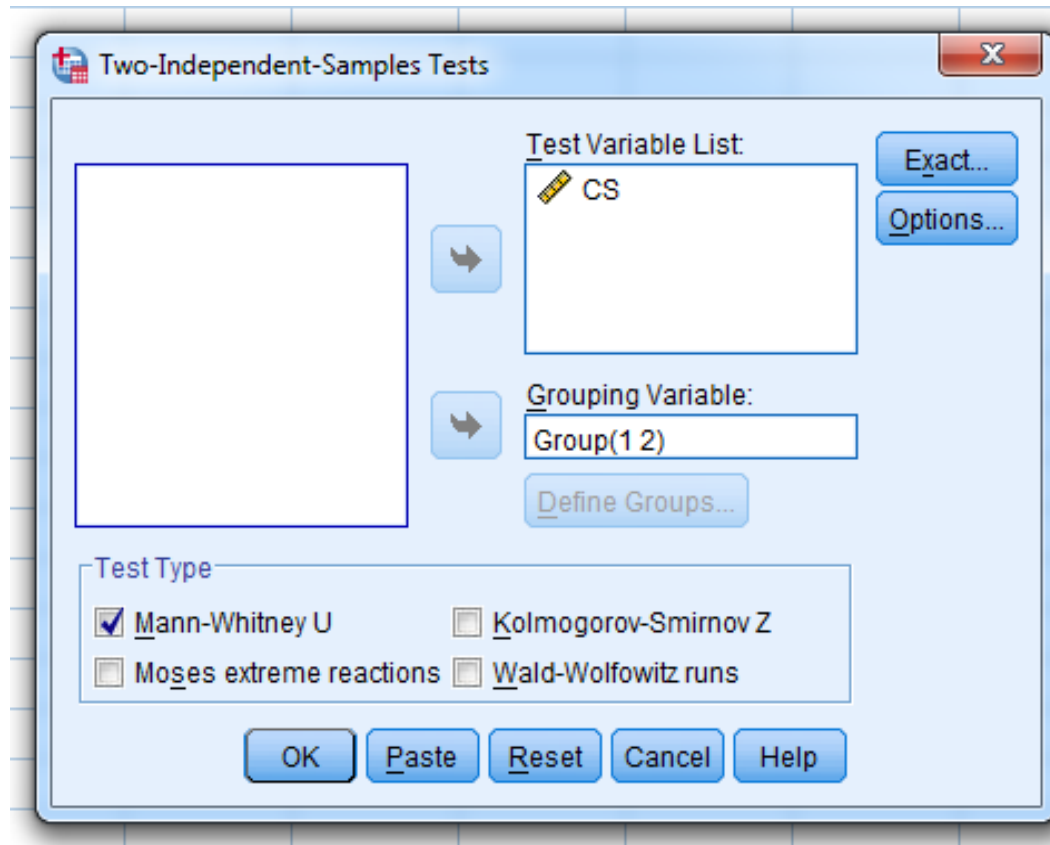 Two-Independent-Samples Tests
X
Test Variable List:
CS
Exact...
Options...
Grouping Variable:
Group(1 2)
Define Groups...
Test Type
Mann-Whitney U
Kolmogorov-Smirnov Z
Moses extreme reactions
Wald-Wolfowitz runs
OK
Paste
Reset
Cancel
Help